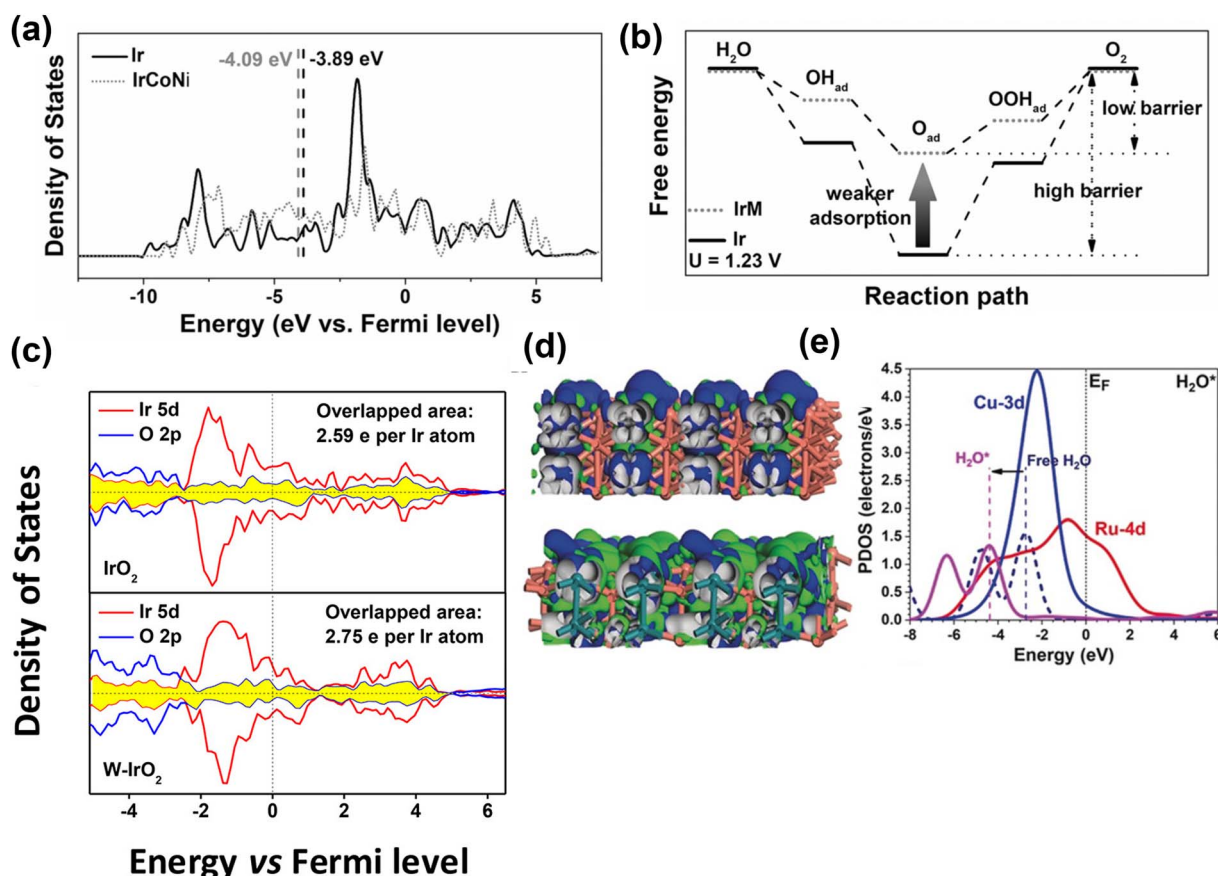 (a)
Ir
IrCoNi
-4.09 eV
-3.89 eV
Density of States
-10
-5
0
5
Energy (eV vs. Fermi level)
(b)
H₂O
OH_ad
O_ad
OOH_ad
O₂
low barrier
high barrier
weaker
adsorption
IrM
Ir
U = 1.23 V
Free energy
Reaction path
(c)
Ir 5d
O 2p
Overlapped area:
2.59 e per Ir atom
IrO₂
Ir 5d
O 2p
Overlapped area:
2.75 e per Ir atom
W-IrO₂
Density of States
-4
-2
0
2
4
6
Energy vs Fermi level
(d)
(e)
4.5
4.0
3.5
3.0
2.5
2.0
1.5
1.0
0.5
0.0
PDOS (electrons/eV)
Cu-3d
E_F
H₂O*
H₂O*
Free H₂O
Ru-4d
-8
-6
-4
-2
0
2
4
6
Energy (eV)